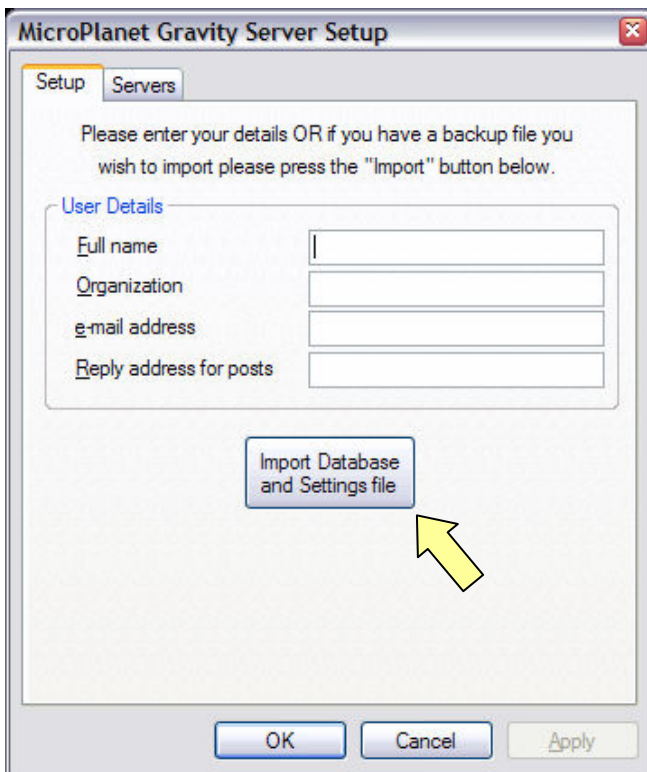 MicroPlanet Gravity Server Setup
Setup
Servers
Please enter your details OR if you have a backup file you
wish to import please press the "Import" button below.
User Details
Full name
Organization
e-mail address
Reply address for posts
Import Database
and Settings file
OK
Cancel
Apply